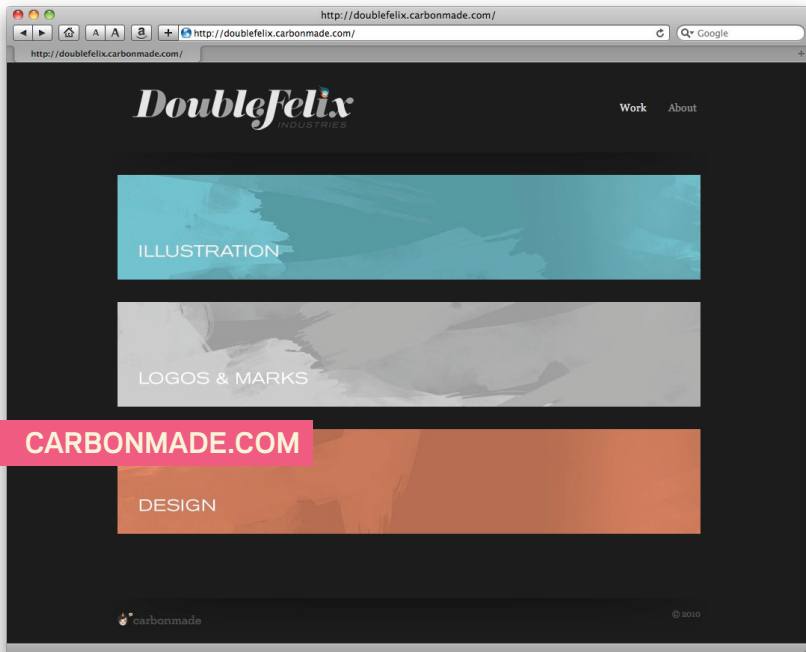 http://doublefelix.carbonmade.com/
A A a + http://doublefelix.carbonmade.com/ Q Google
http://doublefelix.carbonmade.com/ +
DoubleFelix
INDUSTRIES
Work About
ILLUSTRATION
LOGOS & MARKS
CARBONMADE.COM
DESIGN
carbonmade
© 2010